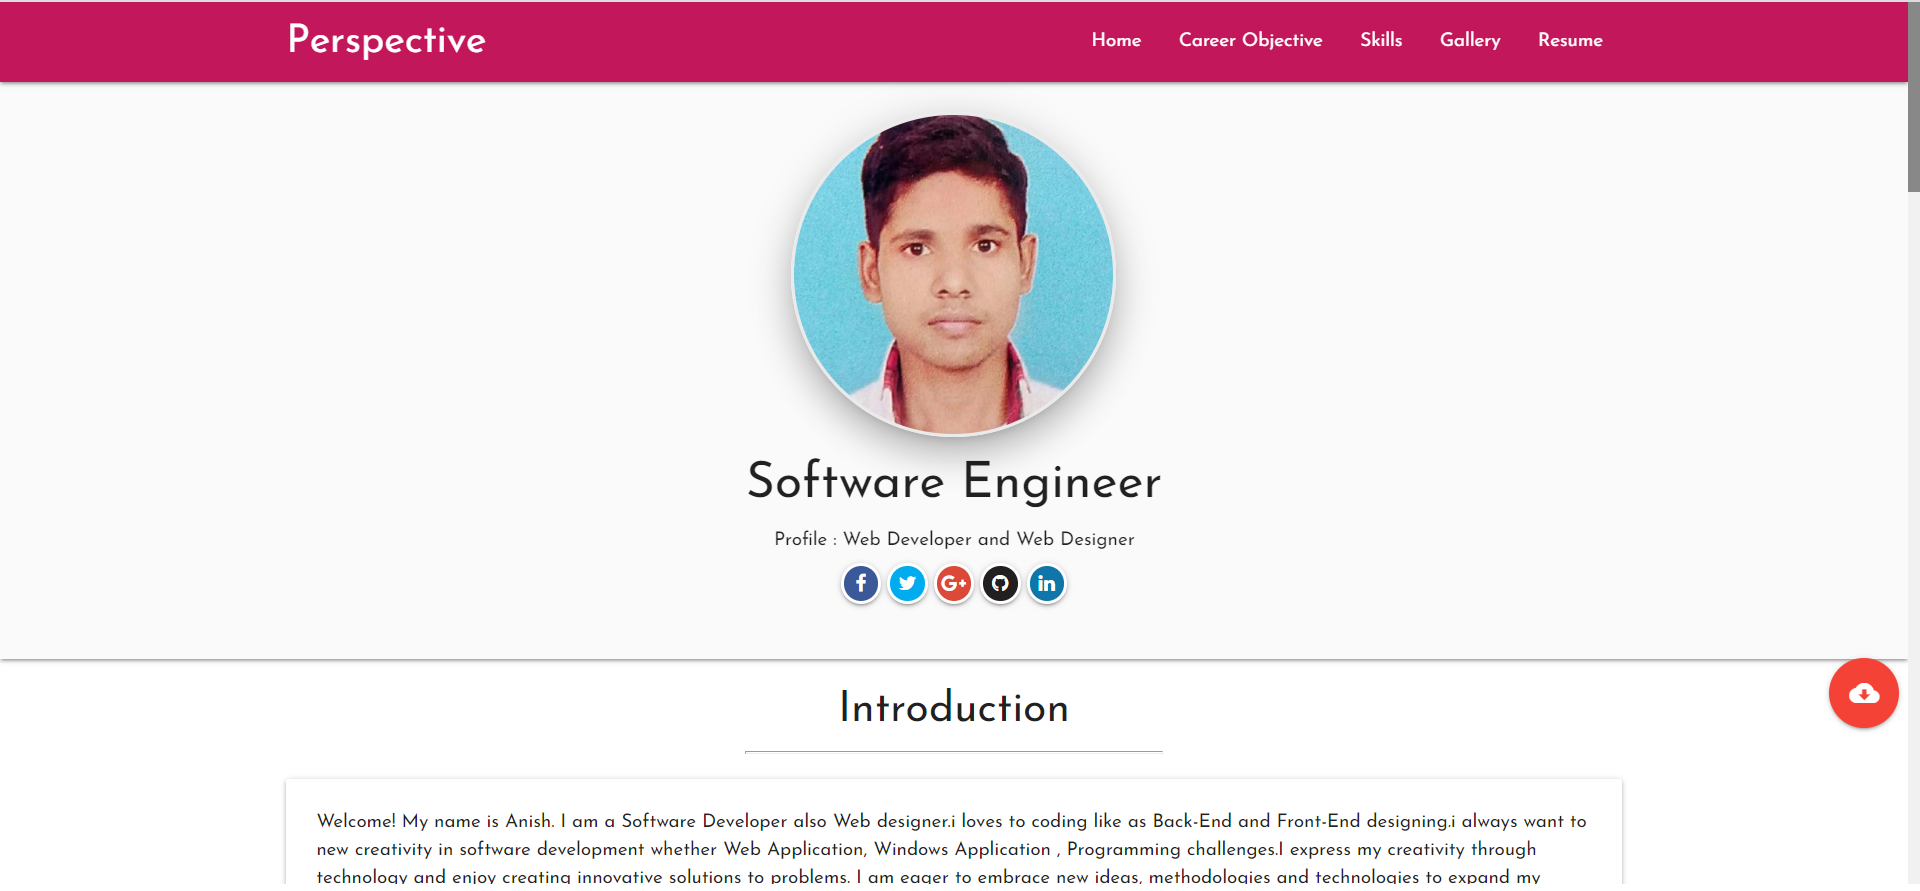 Perspective
Home Career Objective Skills Gallery Resume
Software Engineer
Profile : Web Developer and Web Designer
f G+ in
Introduction
Welcome! My name is Anish. I am a Software Developer also Web designer.i loves to coding like as Back-End and Front-End designing.i always want to
new creativity in software development whether Web Application, Windows Application , Programming challenges.I express my creativity through
technology and enjoy creating innovative solutions to problems. I am eager to embrace new ideas, methodologies and technologies to expand my